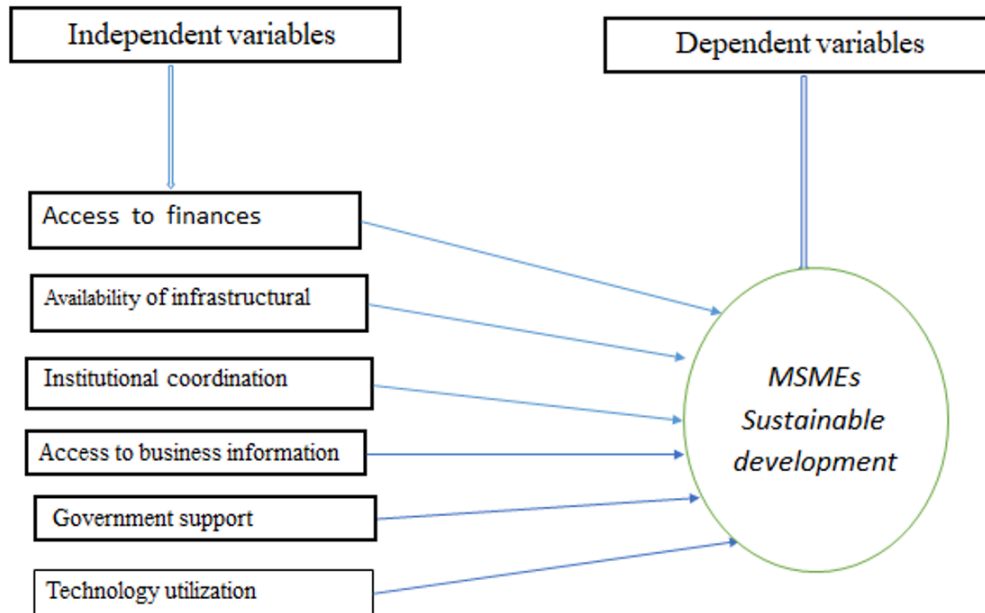 Independent variables
Dependent variables
Access to finances
Availability of infrastructural
Institutional coordination
Access to business information
Government support
Technology utilization
MSMEs
Sustainable
development